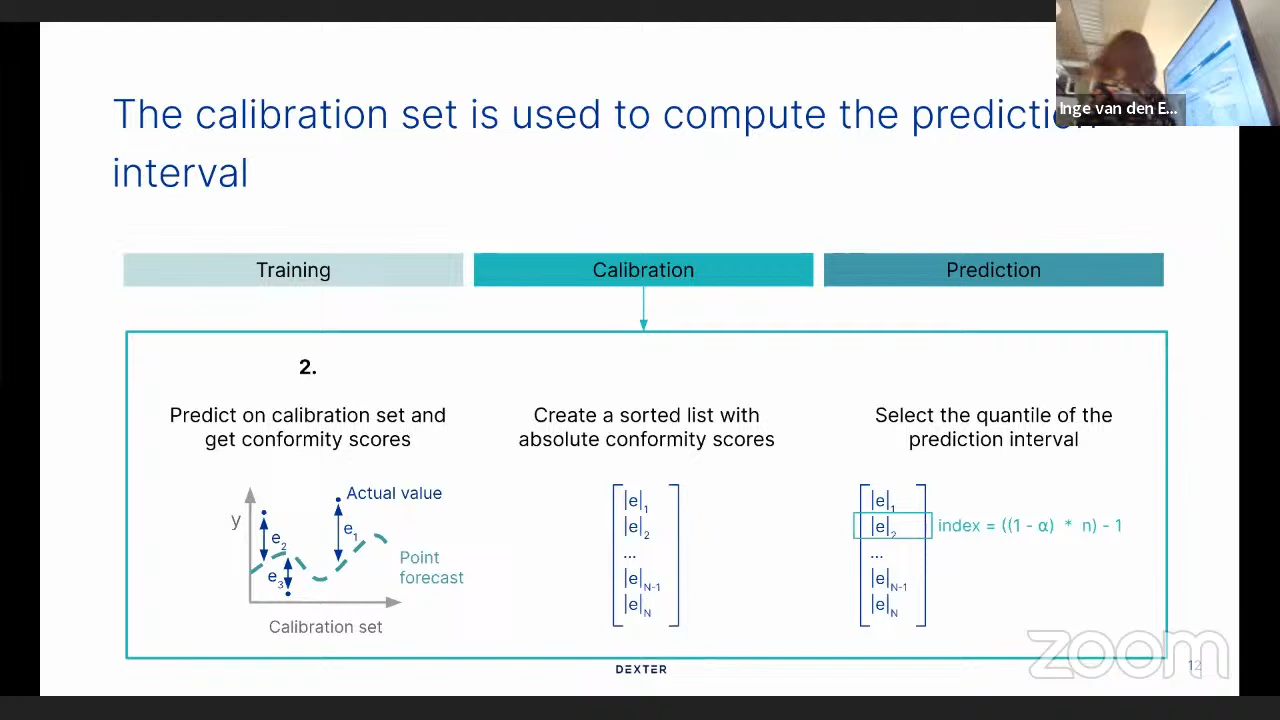 The calibration set is used to compute the prediction
interval
Inge van den E...
Training
Calibration
Prediction
2.
Predict on calibration set and
get conformity scores
Create a sorted list with
absolute conformity scores
Select the quantile of the
prediction interval
y
Actual value
e2
e1
e3
Point
forecast
Calibration set
|e|1
|e|2
...
|e|N-1
|e|N
|e|1
|e|2
...
|e|N-1
|e|N
index = ((1 - α) * n) - 1
DEXTER
12
zoom